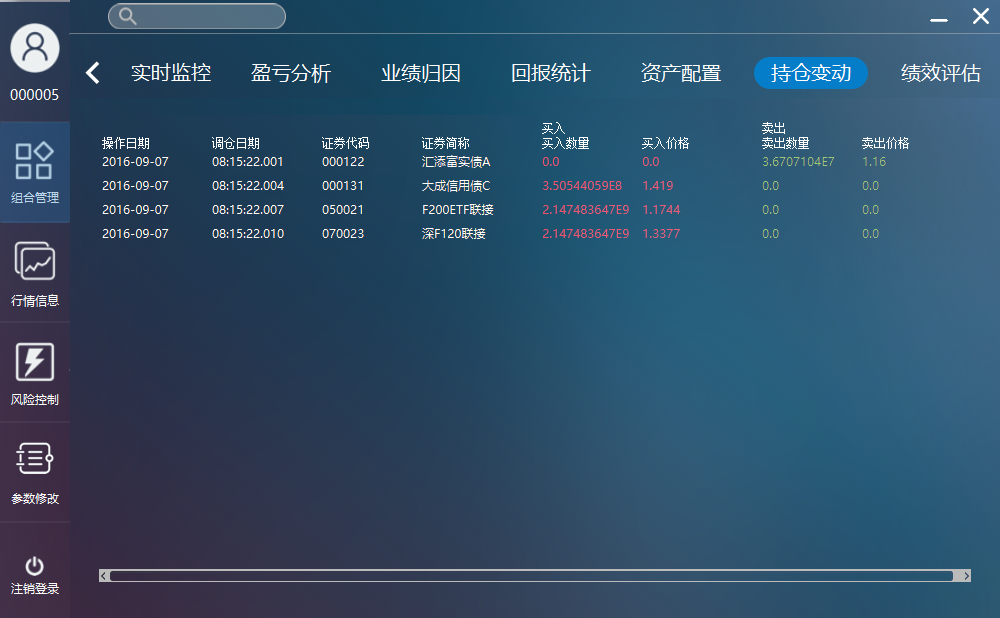 000005
组合管理
行情信息
风险控制
参数修改
注销登录
实时监控 盈亏分析 业绩归因 回报统计 资产配置 持仓变动 绩效评估
买入 卖出
操作日期 调仓日期 证券代码 证券简称 买入数量 买入价格 卖出数量 卖出价格
2016-09-07 08:15:22.001 000122 汇添富实债A 0.0 0.0 3.6707104E7 1.16
2016-09-07 08:15:22.004 000131 大成信用债C 3.50544059E8 1.419 0.0 0.0
2016-09-07 08:15:22.007 050021 F200ETF联接 2.147483647E9 1.1744 0.0 0.0
2016-09-07 08:15:22.010 070023 深F120联接 2.147483647E9 1.3377 0.0 0.0